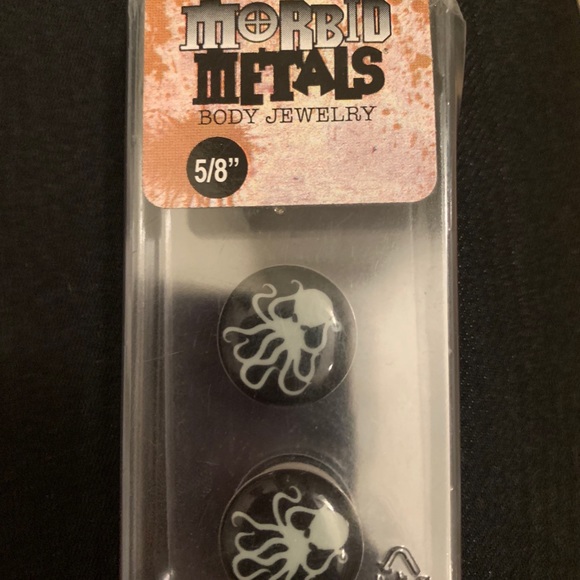 MORBID
METALS
BODY JEWELRY
5/8”